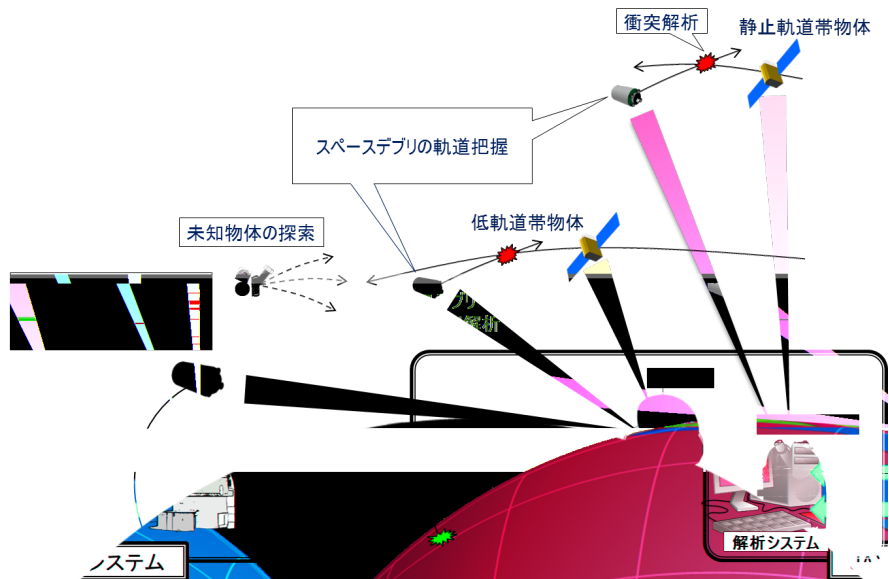 衝突解析
静止軌道帯物体
スペースデブリの軌道把握
未知物体の探索
低軌道帯物体
解析システム
システム